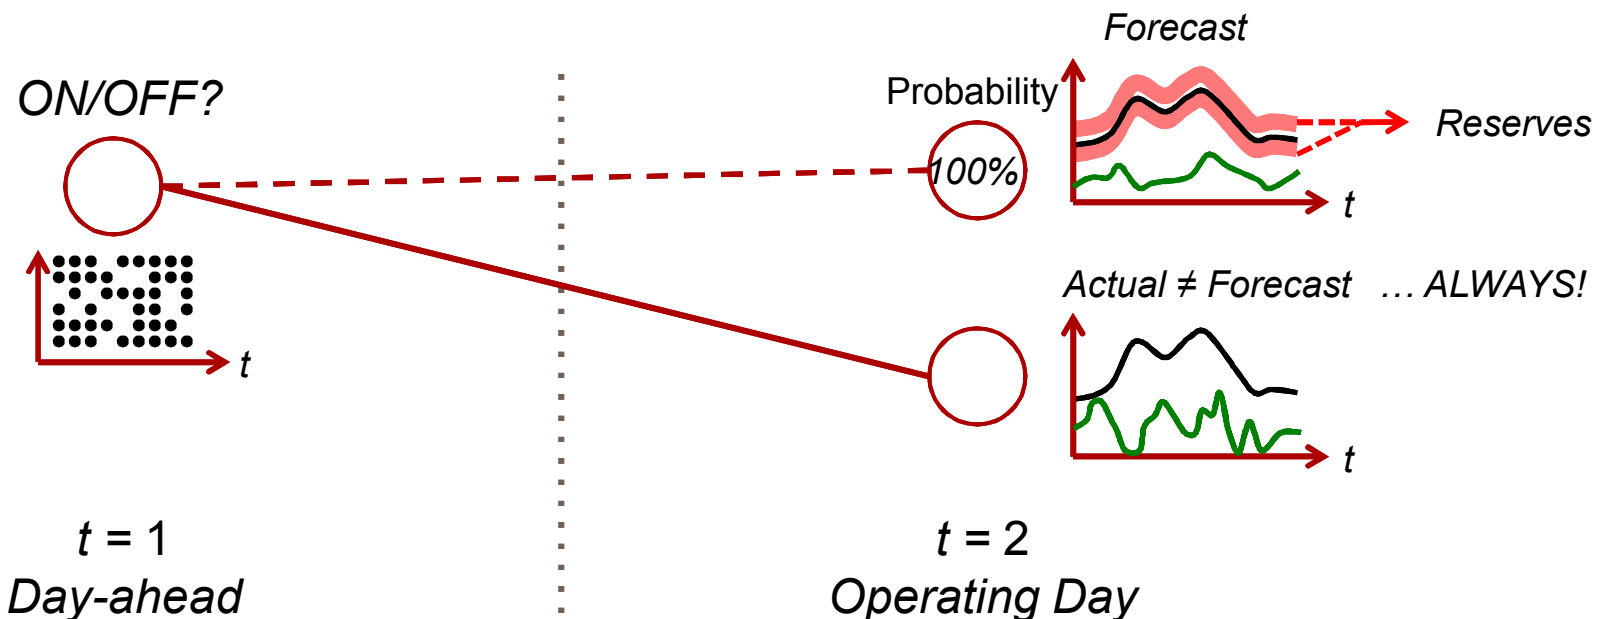 Forecast
ON/OFF?
Probability
100%
Reserves
t
Actual ≠ Forecast … ALWAYS!
t
t
t = 1
t = 2
Day-ahead
Operating Day